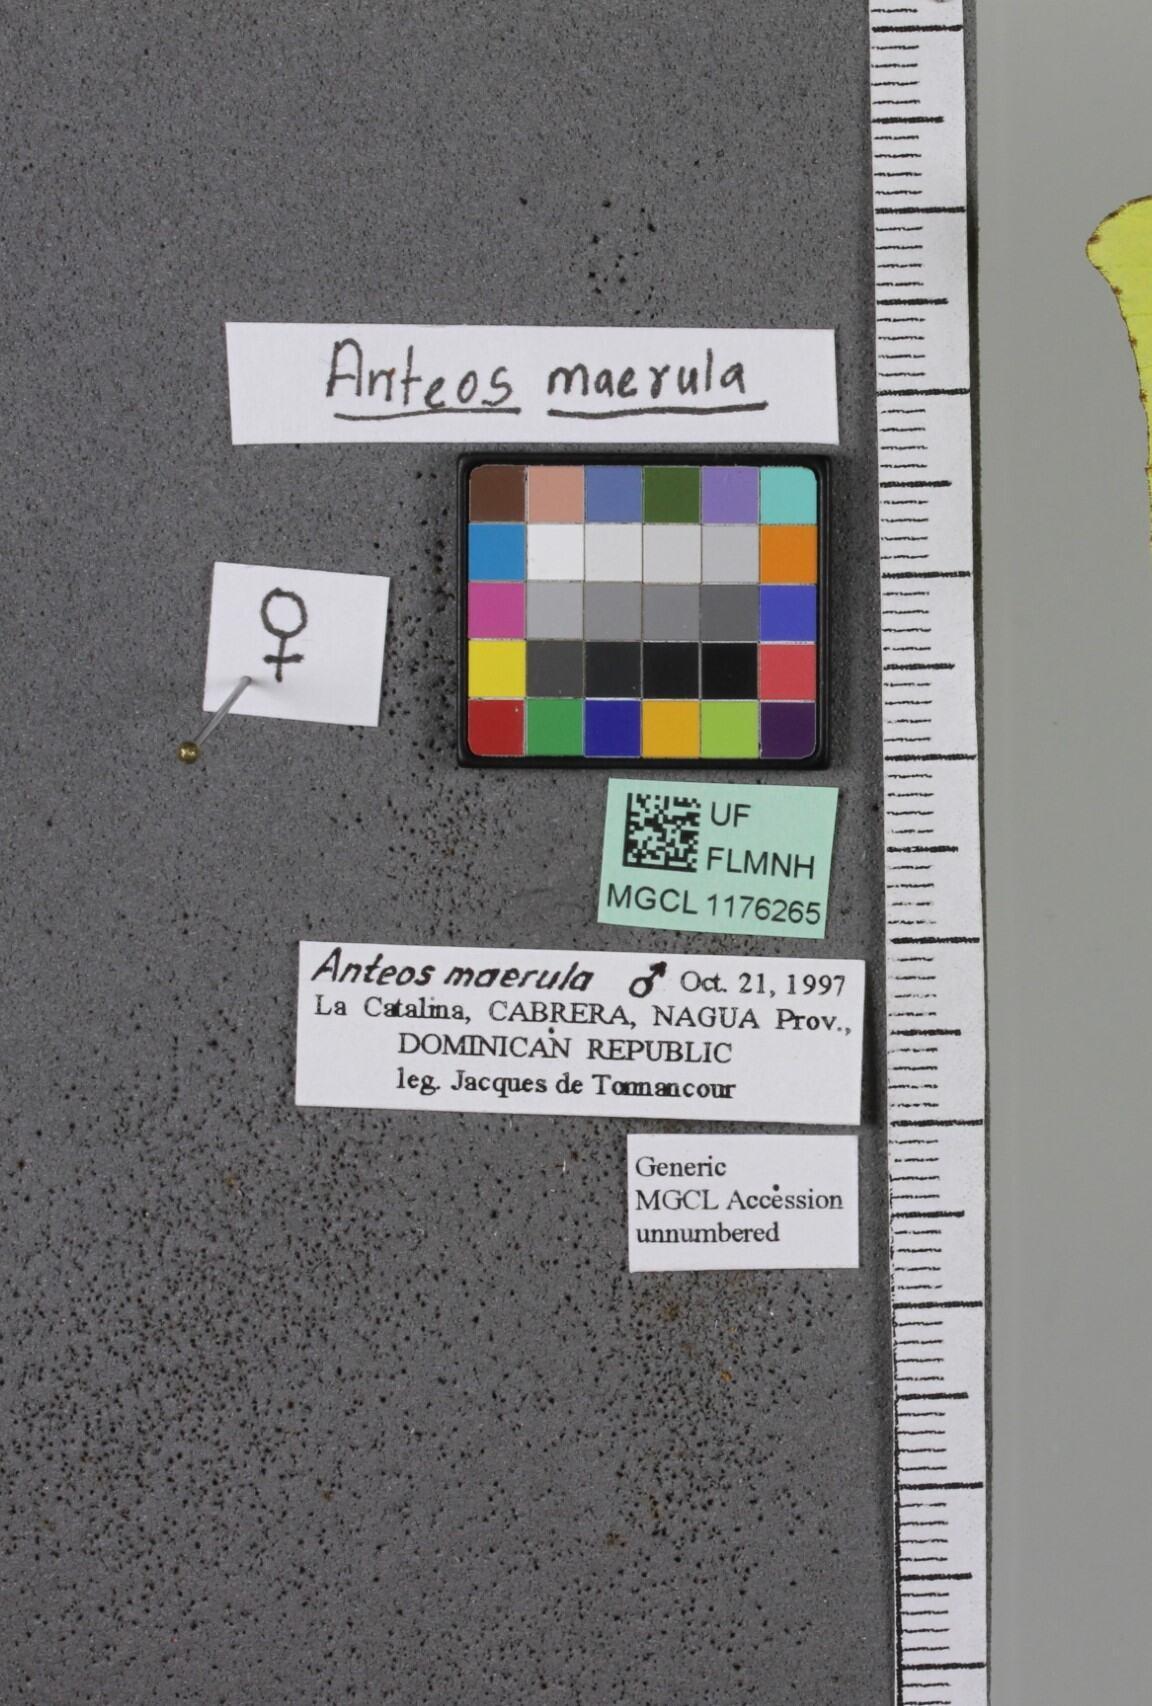 Anteos maerula
♀
UF
FLMNH
MGCL 1176265
Anteos maerula ♂ Oct. 21, 1997
La Catalina, CABRERA, NAGUA Prov.,
DOMINICAN REPUBLIC
leg. Jacques de Tonnancour
Generic
MGCL Accession
unnumbered